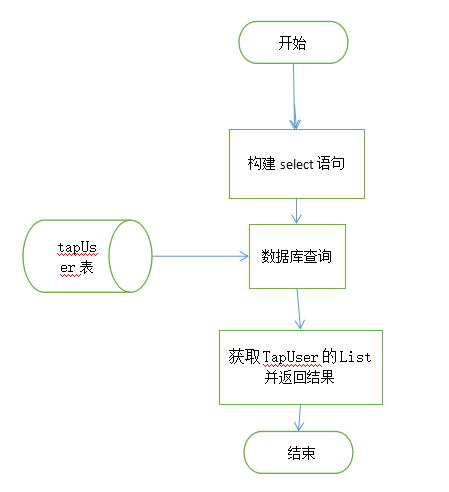 开始
构建 select 语句
tapUs
er 表
数据库查询
获取 TapUser 的 List
并返回结果
结束